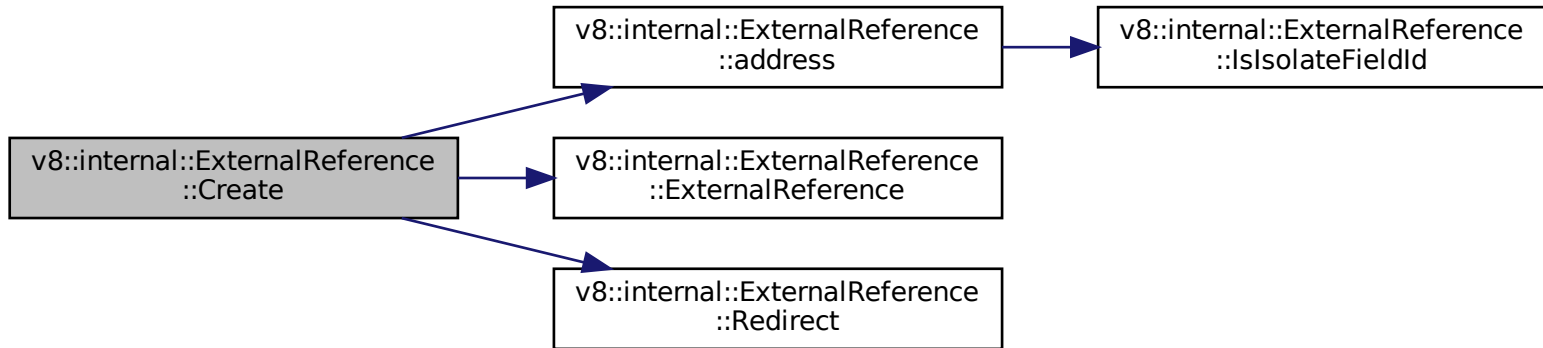 v8::internal::ExternalReference
::Create
v8::internal::ExternalReference
::address
v8::internal::ExternalReference
::IsIsolateFieldId
v8::internal::ExternalReference
::ExternalReference
v8::internal::ExternalReference
::Redirect